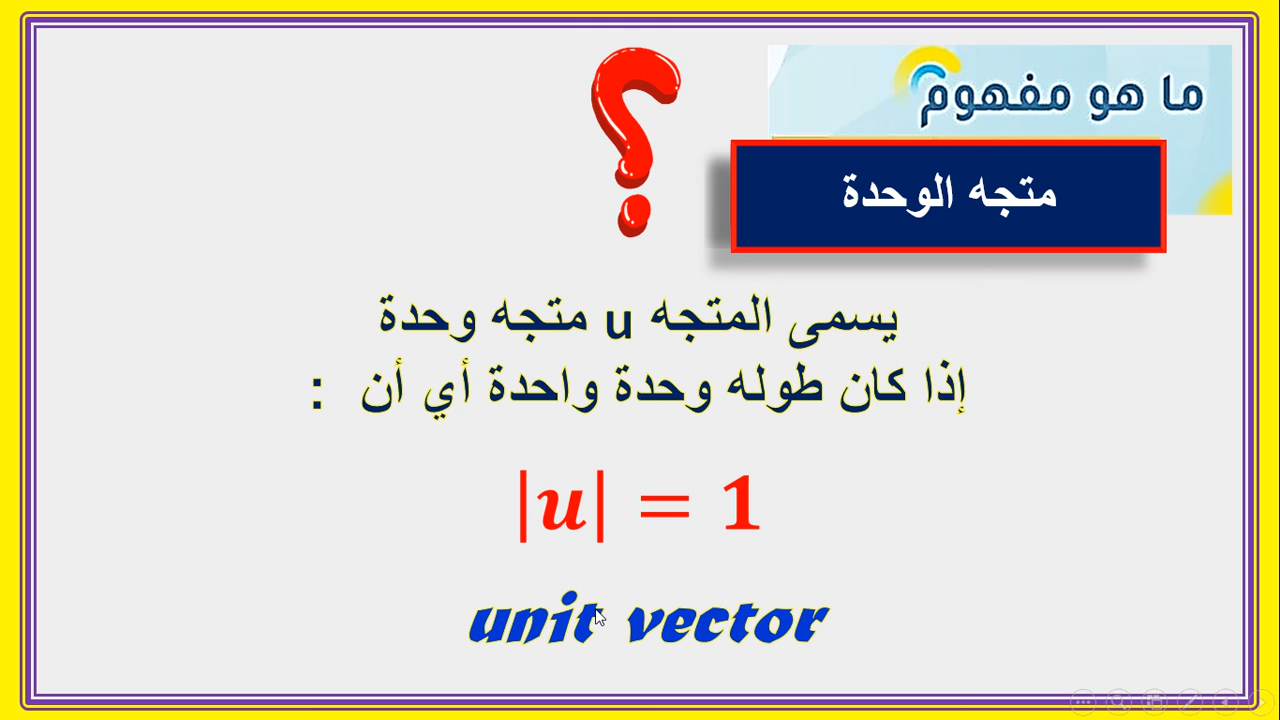 ما هو مفهوم
متجه الوحدة
؟
يسمى المتجه u متجه وحدة
إذا كان طوله وحدة واحدة أي أن :
|u| = 1
unit vector